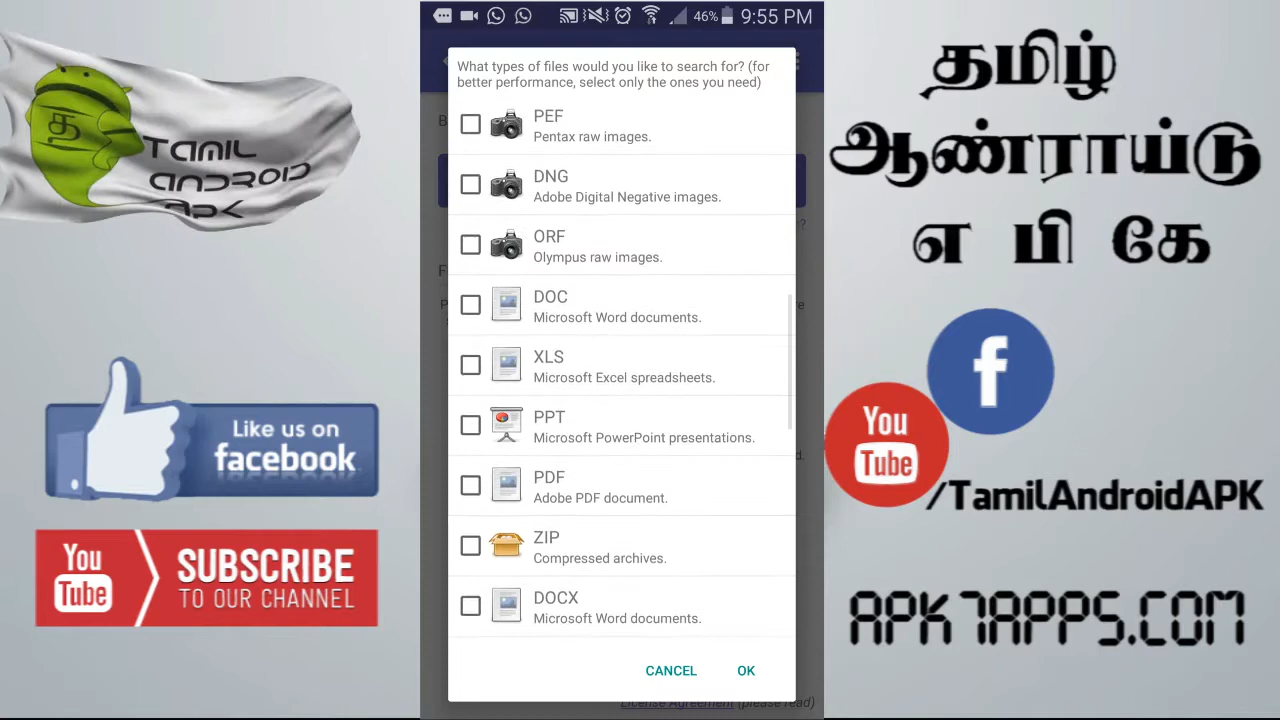 த
TAMIL
ANDROID
APK
Like us on
facebook
You
Tube
SUBSCRIBE
TO OUR CHANNEL
46%
9:55 PM
What types of files would you like to search for? (for
better performance, select only the ones you need)
PEF
Pentax raw images.
DNG
Adobe Digital Negative images.
ORF
Olympus raw images.
DOC
Microsoft Word documents.
XLS
Microsoft Excel spreadsheets.
PPT
Microsoft PowerPoint presentations.
PDF
Adobe PDF document.
ZIP
Compressed archives.
DOCX
Microsoft Word documents.
CANCEL OK
License Agreement (please read)
தமிழ்
ஆண்ராய்டு
எ பி கே
f
You
Tube
/TamilAndroidAPK
APK7APPS.COM